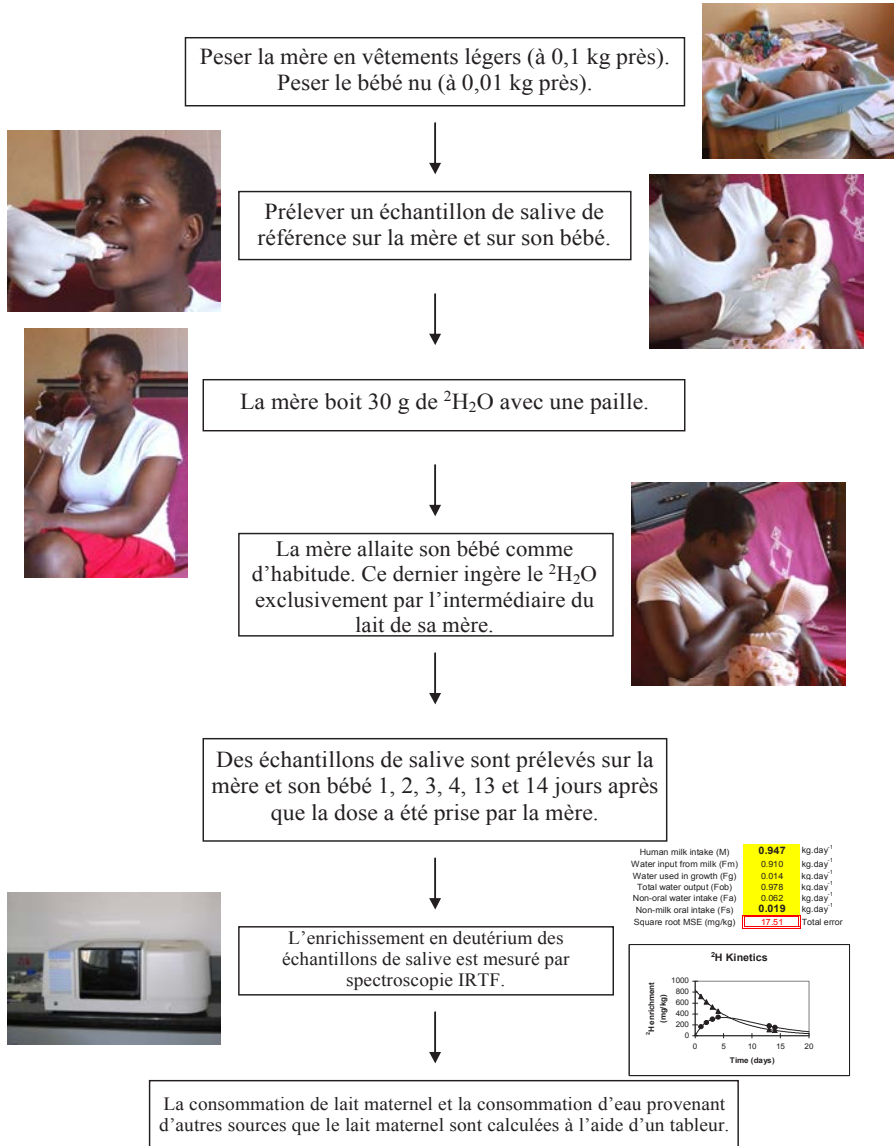 Peser la mère en vêtements légers (à 0,1 kg près).
Peser le bébé nu (à 0,01 kg près).
Prélever un échantillon de salive de
référence sur la mère et sur son bébé.
La mère boit 30 g de ²H₂O avec une paille.
La mère allaite son bébé comme
d'habitude. Ce dernier ingère le ²H₂O
exclusivement par l'intermédiaire du
lait de sa mère.
Des échantillons de salive sont prélevés sur la
mère et son bébé 1, 2, 3, 4, 13 et 14 jours après
que la dose a été prise par la mère.
Human milk intake (M) 0.947 kg.day⁻¹
Water input from milk (Fm) 0.910 kg.day⁻¹
Water used in growth (Fg) 0.014 kg.day⁻¹
Total water output (Fob) 0.978 kg.day⁻¹
Non-oral water intake (Fa) 0.062 kg.day⁻¹
Non-milk oral intake (Fs) 0.019 kg.day⁻¹
Square root MSE (mg/kg) 17.51 Total error
L'enrichissement en deutérium des
échantillons de salive est mesuré par
spectroscopie IRTF.
²H Kinetics
²H enrichment
(mg/kg)
1000
800
600
400
200
0
0 5 10 15 20
Time (days)
La consommation de lait maternel et la consommation d'eau provenant
d'autres sources que le lait maternel sont calculées à l'aide d'un tableur.